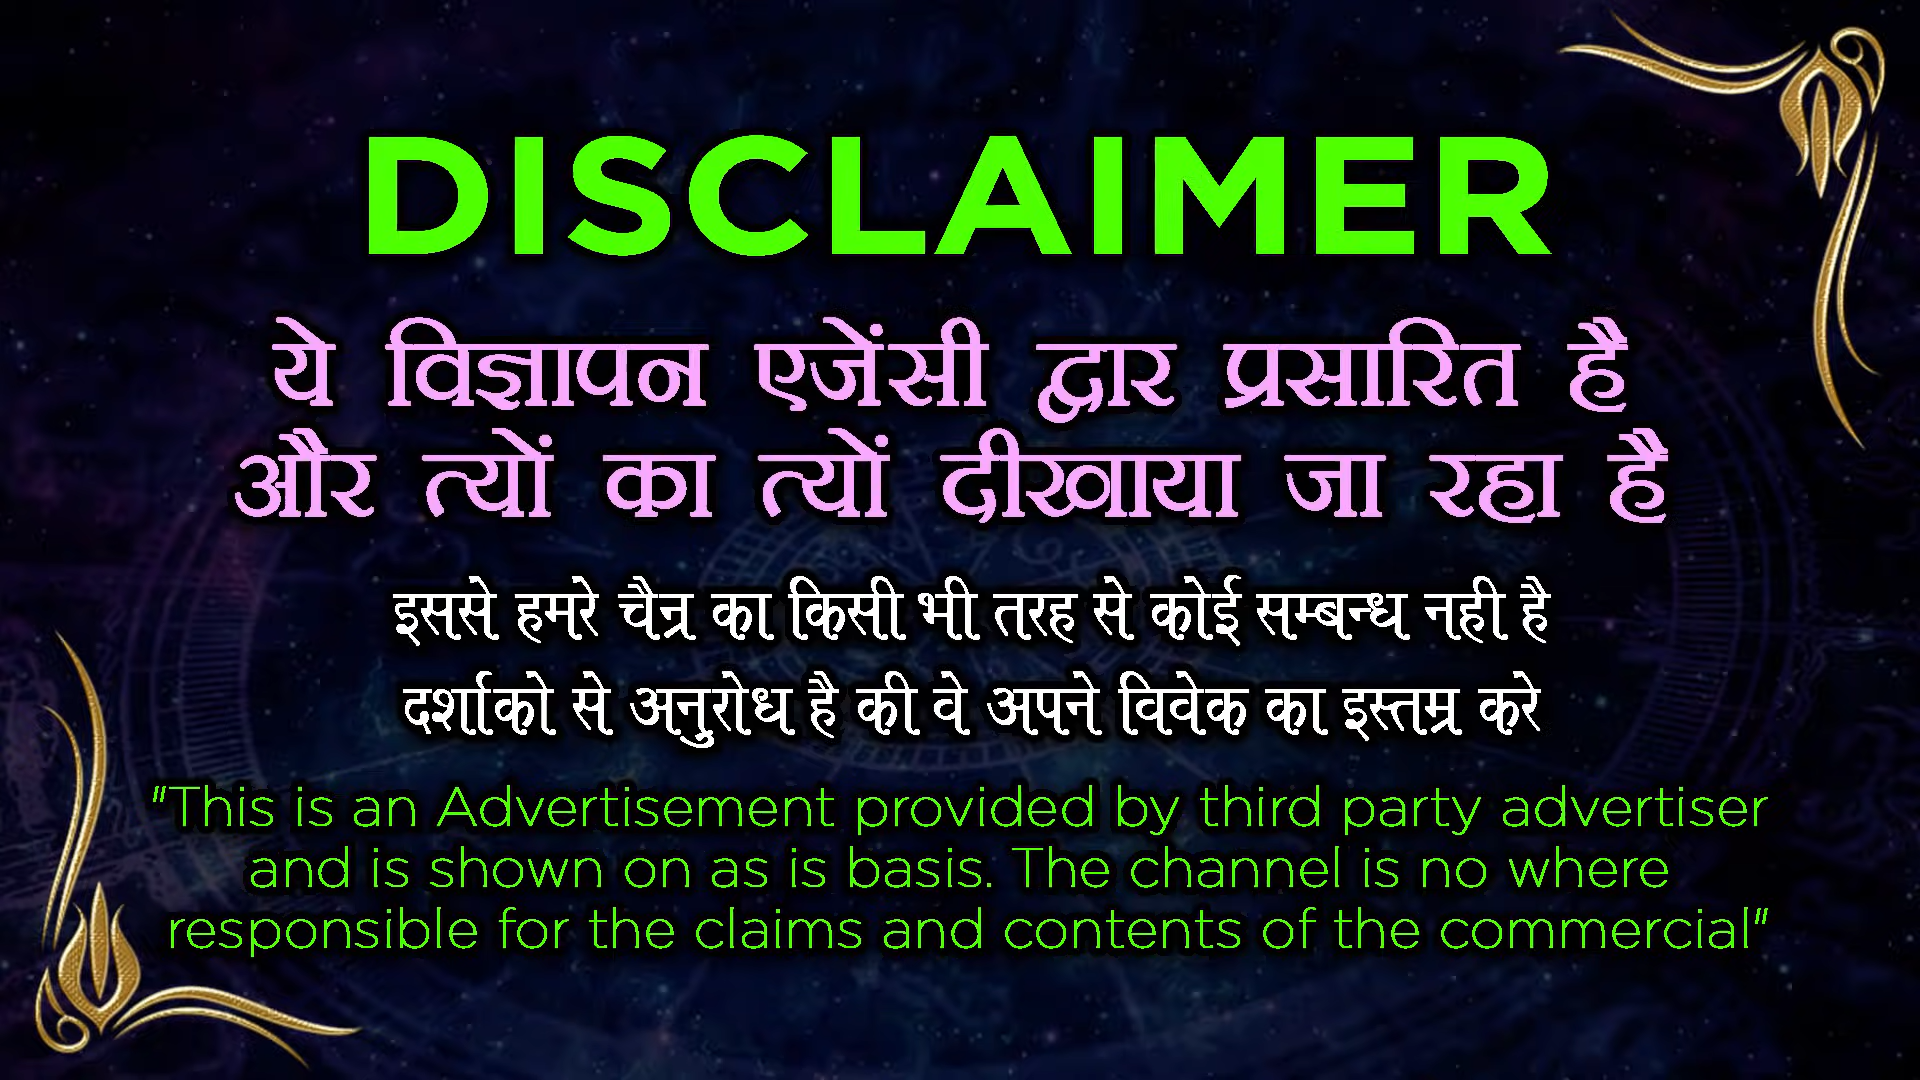 DISCLAIMER
ये विज्ञापन एजेंसी द्वार प्रसारित है
और त्यों का त्यों दीखाया जा रहा है
इससे हमरे चैन्र का किसी भी तरह से कोई सम्बन्ध नही है
दर्शाको से अनुरोध है की वे अपने विवेक का इस्तम्र करे
"This is an Advertisement provided by third party advertiser
and is shown on as is basis. The channel is no where
responsible for the claims and contents of the commercial"